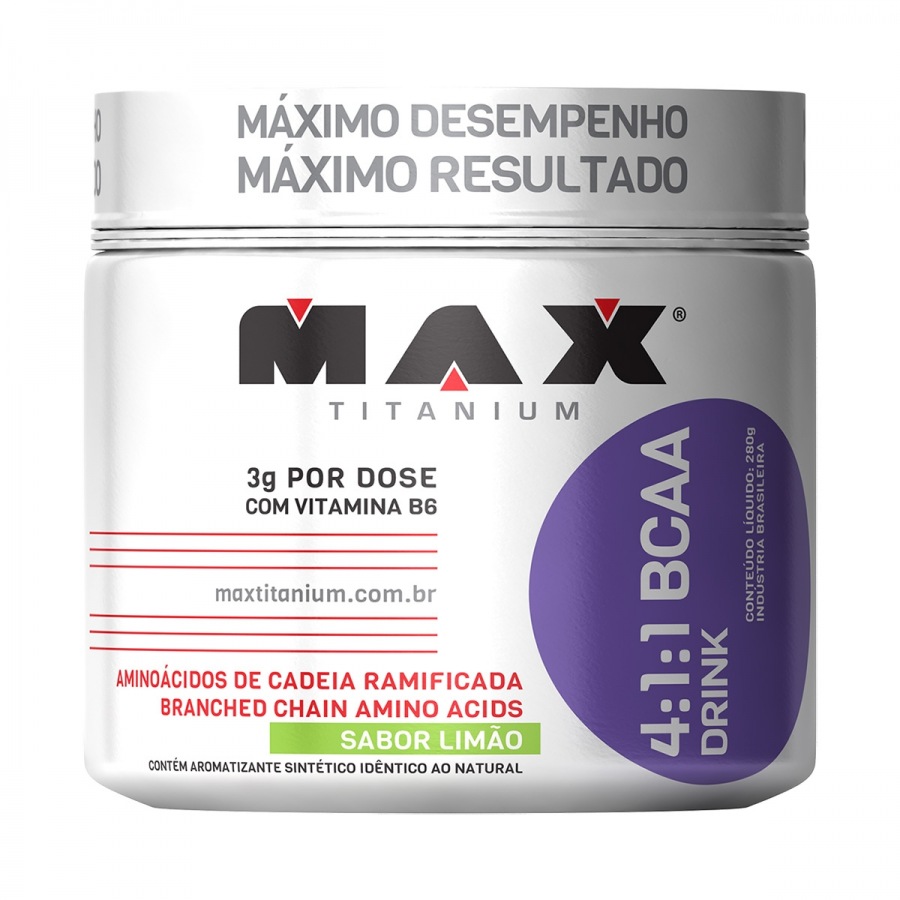 MÁXIMO DESEMPENHO
MÁXIMO RESULTADO
MAX®
TITANIUM
3g POR DOSE
COM VITAMINA B6
maxtitanium.com.br
AMINOÁCIDOS DE CADEIA RAMIFICADA
BRANCHED CHAIN AMINO ACIDS
SABOR LIMÃO
CONTÉM AROMATIZANTE SINTÉTICO IDÊNTICO AO NATURAL
4:1:1 BCAA
DRINK
CONTEÚDO LÍQUIDO: 280g
INDUSTRIA BRASILEIRA